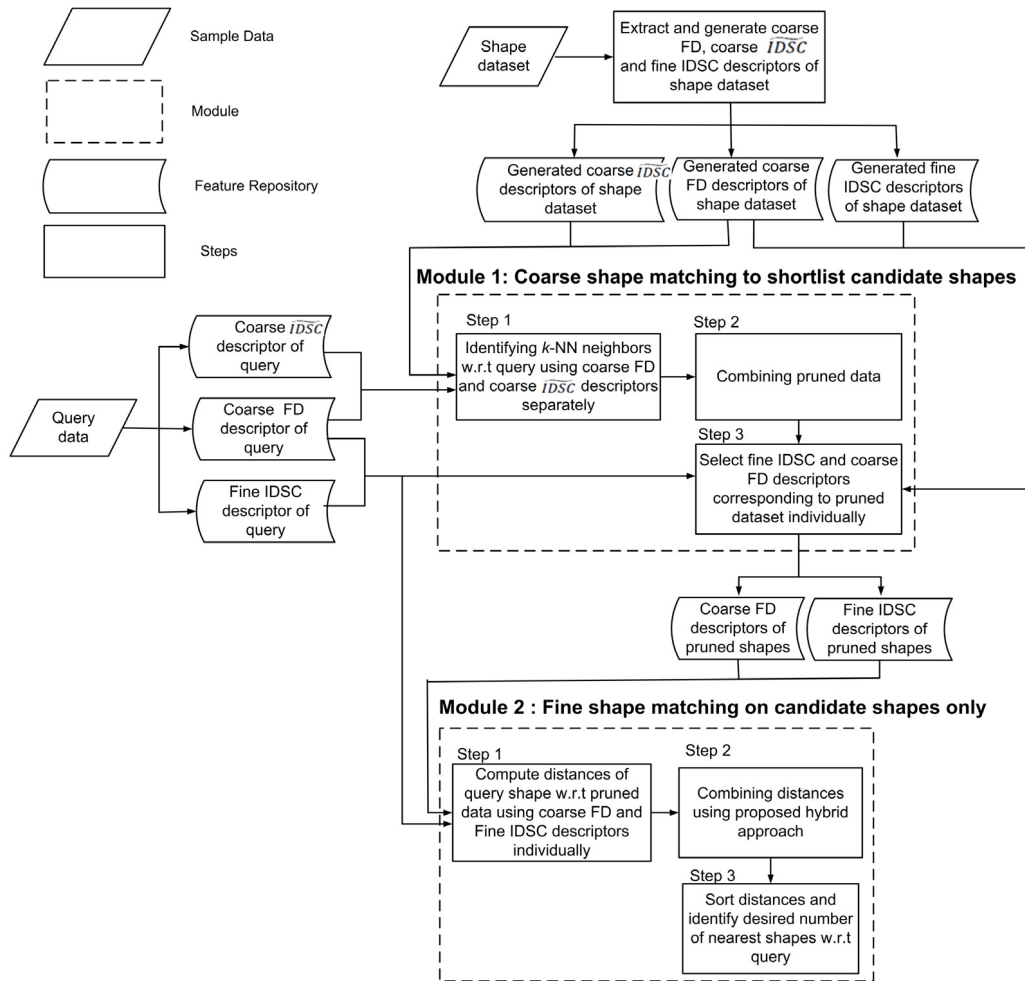 Sample Data
Module
Feature Repository
Steps
Shape
dataset
Extract and generate coarse
FD, coarse IDSC
and fine IDSC descriptors of
shape dataset
Generated coarse IDSC
descriptors of shape
dataset
Generated coarse
FD descriptors of
shape dataset
Generated fine
IDSC descriptors
of shape dataset
Module 1: Coarse shape matching to shortlist candidate shapes
Query
data
Coarse IDSC
descriptor of
query
Coarse FD
descriptor of
query
Fine IDSC
descriptor of
query
Step 1
Identifying k-NN neighbors
w.r.t query using coarse FD
and coarse IDSC descriptors
separately
Step 2
Combining pruned data
Step 3
Select fine IDSC and coarse
FD descriptors
corresponding to pruned
dataset individually
Coarse FD
descriptors of
pruned shapes
Fine IDSC
descriptors of
pruned shapes
Module 2 : Fine shape matching on candidate shapes only
Step 1
Compute distances of
query shape w.r.t pruned
data using coarse FD and
Fine IDSC descriptors
individually
Step 2
Combining distances
using proposed hybrid
approach
Step 3
Sort distances and
identify desired number
of nearest shapes w.r.t
query